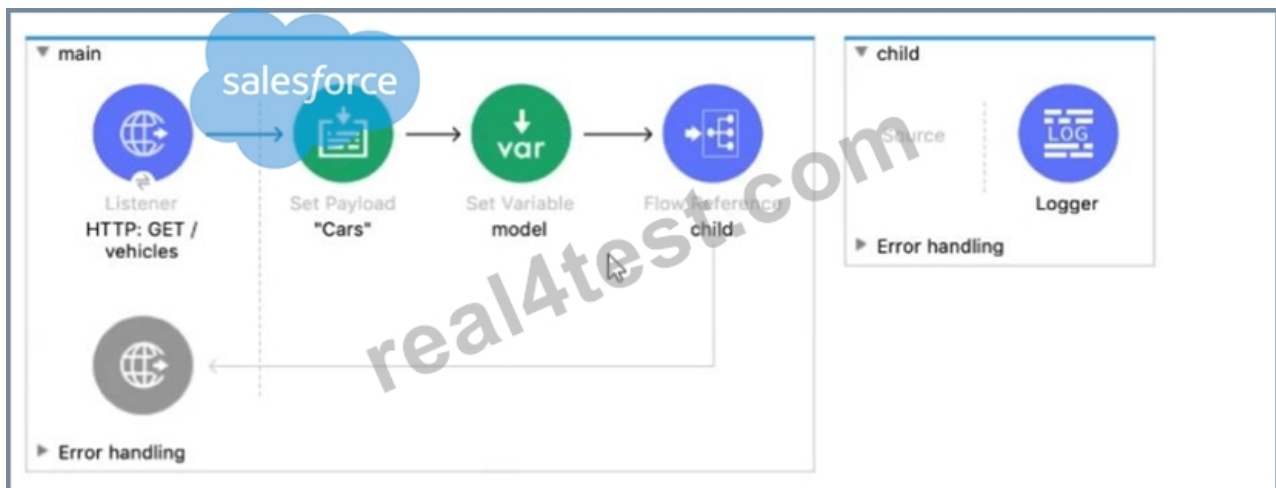 main
salesforce
Listener
HTTP: GET /
vehicles
Set Payload
"Cars"
Set Variable
model
var
Flow Reference
child
Error handling
child
Source
LOG
Logger
Error handling
real4test.com